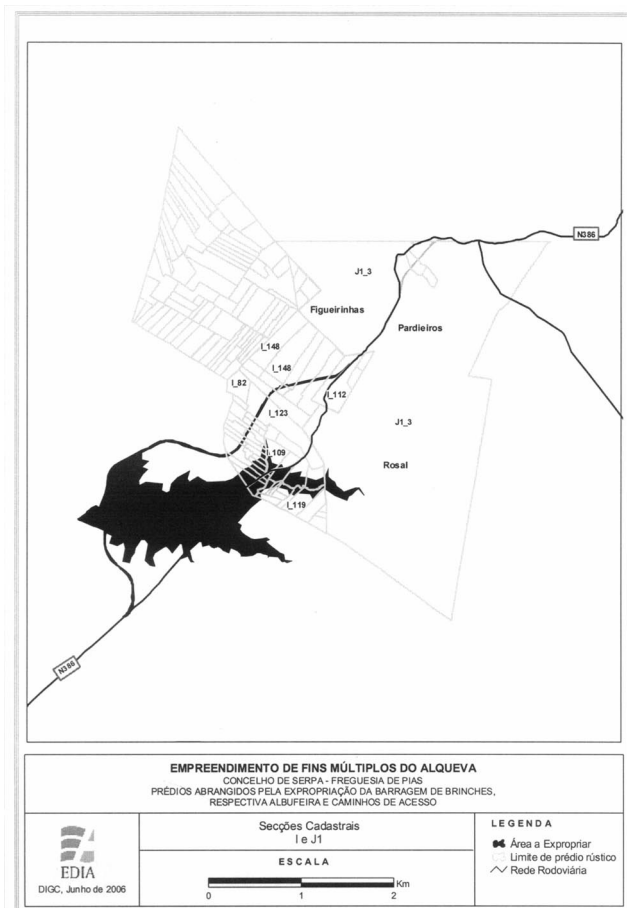 N386
J1_3
Figueirinhas
Pardieiros
I_148
I_148
I_82
I_112
I_123
J1_3
I_109
Rosal
I_119
N386
EMPREENDIMENTO DE FINS MÚLTIPLOS DO ALQUEVA
CONCELHO DE SERPA - FREGUESIA DE PIAS
PRÉDIOS ABRANGIDOS PELA EXPROPRIAÇÃO DA BARRAGEM DE BRINCHES,
RESPECTIVA ALBUFEIRA E CAMINHOS DE ACESSO
EDIA
DIGC, Junho de 2006
Secções Cadastrais
I e J1
ESCALA
Km
0 1 2
LEGENDA
Área a Expropriar
Limite de prédio rústico
Rede Rodoviária